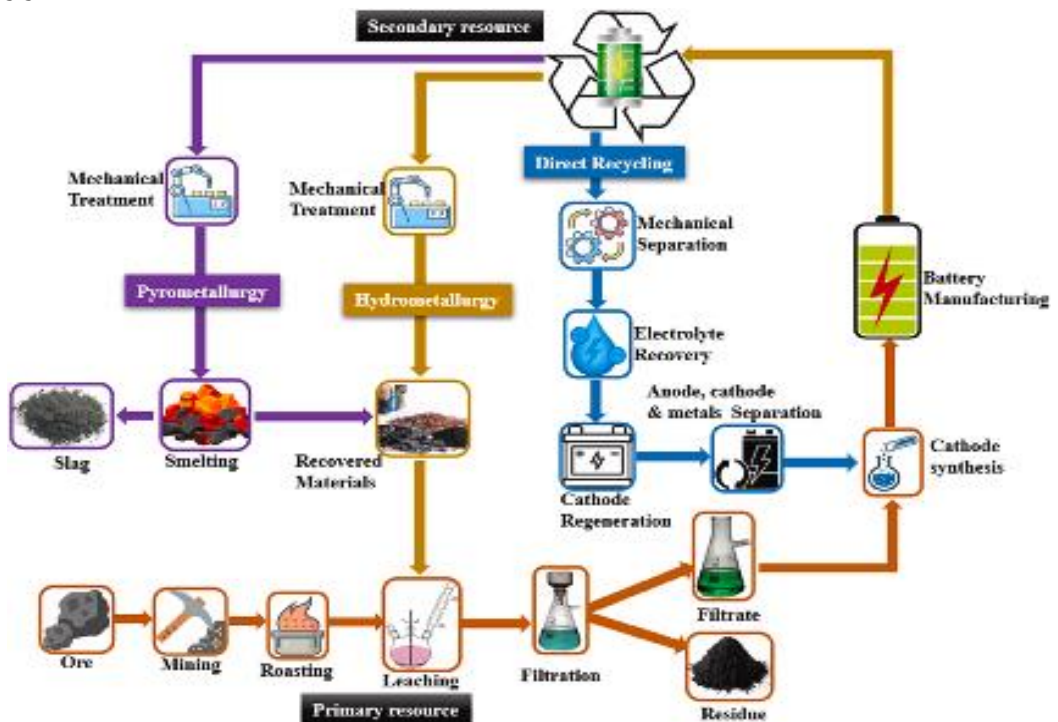 Secondary resource
Mechanical
Treatment
Mechanical
Treatment
Direct Recycling
Mechanical
Separation
Pyrometallurgy
Hydrometallurgy
Battery
Manufacturing
Electrolyte
Recovery
Anode, cathode
& metals Separation
Slag
Smelting
Recovered
Materials
Cathode
Regeneration
Cathode
synthesis
Ore
Mining
Roasting
Leaching
Filtration
Filtrate
Residue
Primary resource